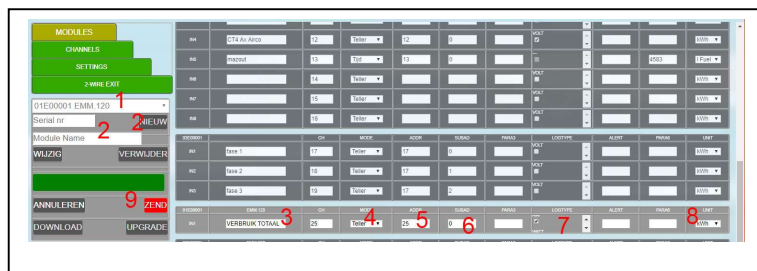 MODULES
CHANNELS
SETTINGS
2-WIRE EXIT
01E00001 EMM.120 1
Serial nr 2 NIEUW
2
Module Name
WIJZIG VERWIJDER
9
ANNULEREN ZEND
DOWNLOAD UPGRADE
VOLT
IN4 CT4 Ax Airco 12 Teller 12 0 kWh
IN5 mazout 13 Tijd 13 0 4583 l Fuel
VOLT
IN6 14 Teller kWh
VOLT
IN7 15 Teller kWh
VOLT
IN8 16 Teller kWh
01E00001 CH MODE ADDR SUBAD PARA3 LOGTYPE ALERT PARA6 UNIT
VOLT
IN1 fase 1 17 Teller 17 0 kWh
VOLT
IN2 fase 2 18 Teller 17 1 kWh
VOLT
IN3 fase 3 19 Teller 17 2 kWh
01E00001 EMM.120 CH MODE ADDR SUBAD PARA3 LOGTYPE ALERT PARA6 UNIT
VERBRUIK TOTAAL 3 25 Teller 4 25 5 0 6 7 8 kWh